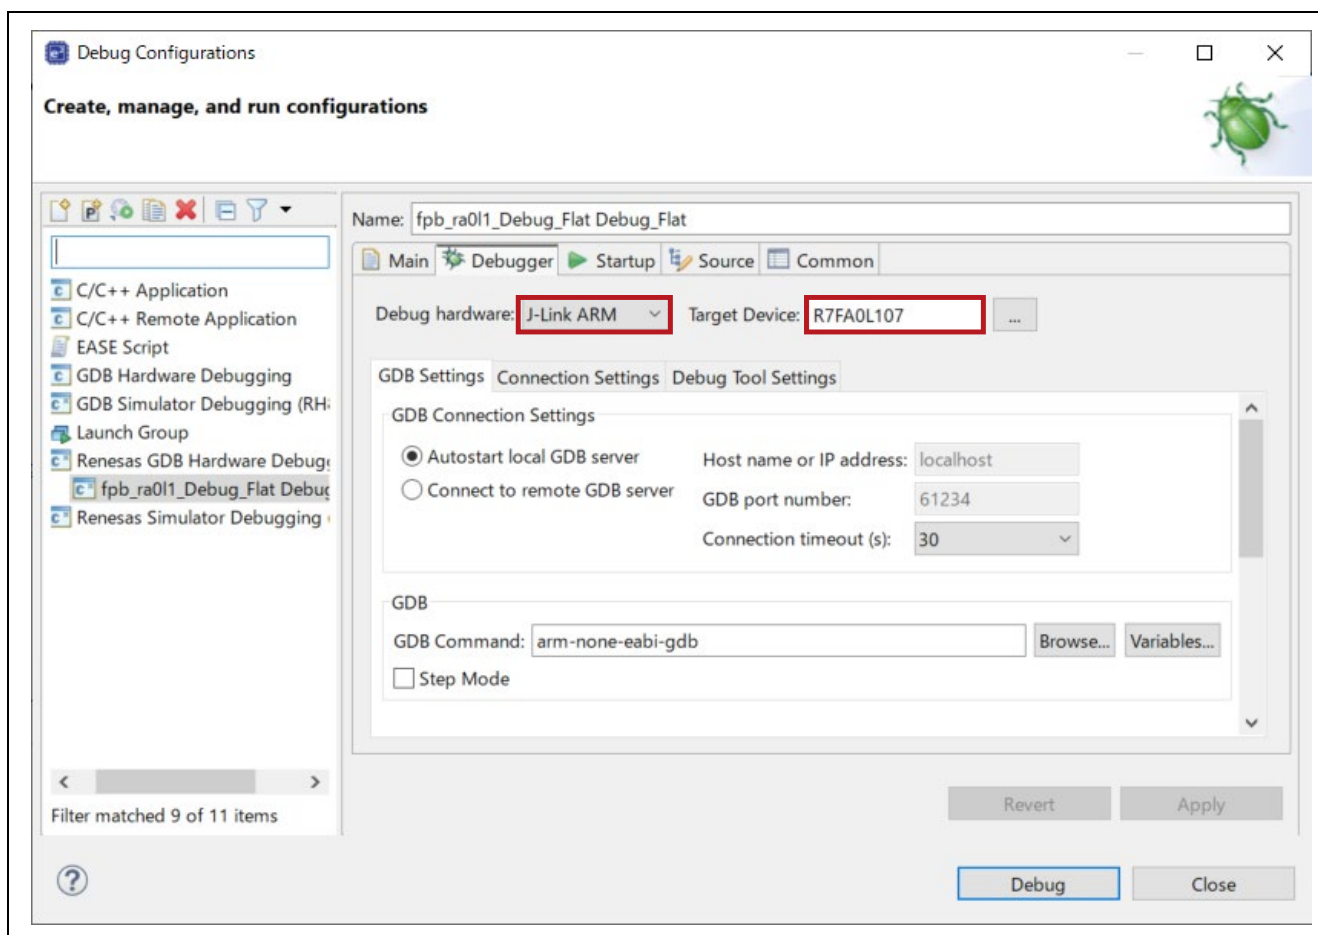 Debug Configurations
Create, manage, and run configurations
Name: fpb_ra0l1_Debug_Flat Debug_Flat
Main Debugger Startup Source Common
C/C++ Application
C/C++ Remote Application
EASE Script
GDB Hardware Debugging
GDB Simulator Debugging (RH
Launch Group
Renesas GDB Hardware Debug
fpb_ra0l1_Debug_Flat Debug
Renesas Simulator Debugging
Filter matched 9 of 11 items
Debug hardware: J-Link ARM Target Device: R7FA0L107 ...
GDB Settings Connection Settings Debug Tool Settings
GDB Connection Settings
Autostart local GDB server
Connect to remote GDB server
Host name or IP address: localhost
GDB port number: 61234
Connection timeout (s): 30
GDB
GDB Command: arm-none-eabi-gdb Browse... Variables...
Step Mode
Revert Apply
Debug Close